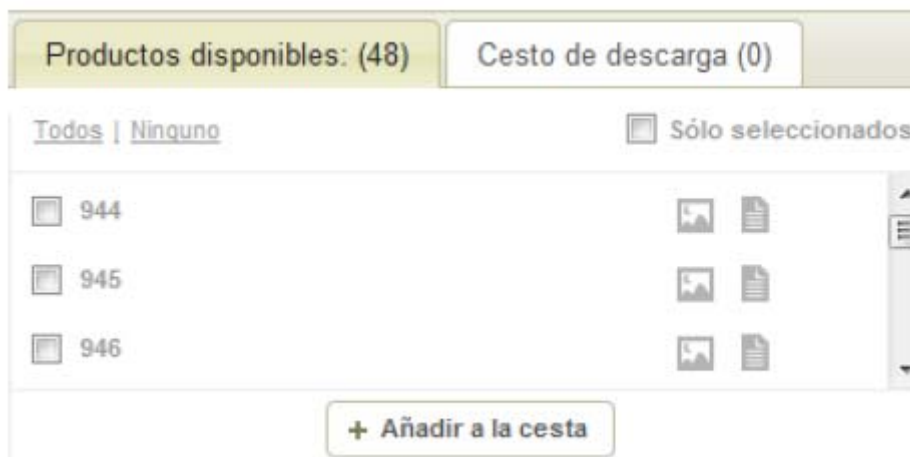 Productos disponibles: (48) Cesto de descarga (0)
Todos | Ninguno Sólo seleccionados
944
945
946
+ Añadir a la cesta